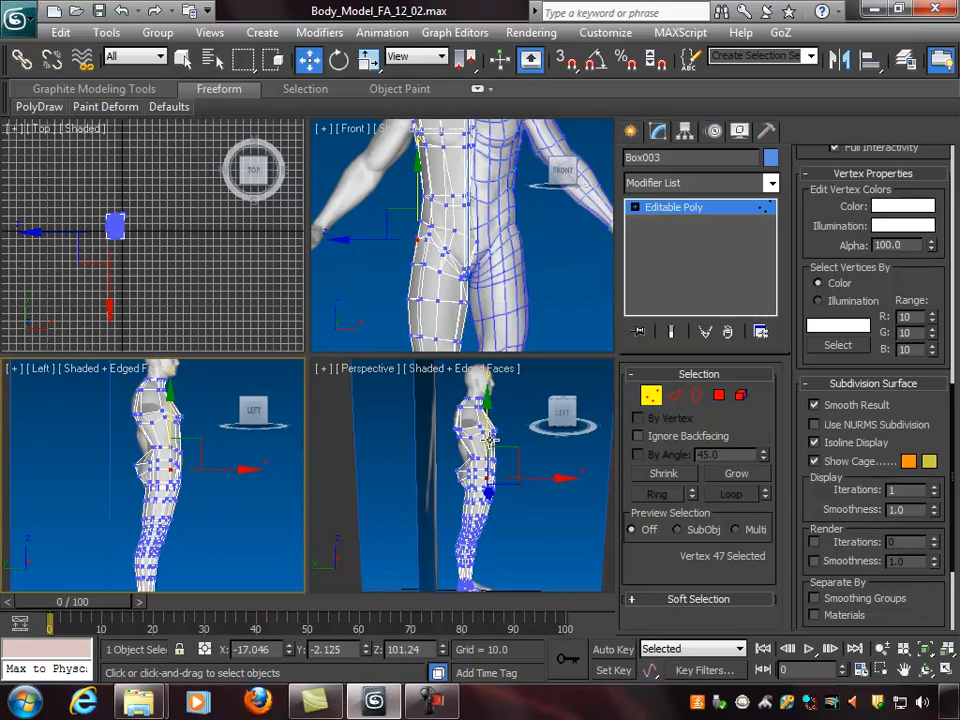 Body_Model_FA_12_02.max
Type a keyword or phrase
Edit Tools Group Views Create Modifiers Animation Graph Editors Rendering Customize MAXScript Help GoZ
All View Create Selection Se
Graphite Modeling Tools Freeform Selection Object Paint
PolyDraw Paint Deform Defaults
[ + ] [ Top ] [ Shaded ]
TOP
[ + ] [ Front ]
FRONT
[ + ] [ Left ] [ Shaded + Edged
LEFT
[ + ] [ Perspective ] [ Shaded + Edged Faces ]
LEFT
Box003
Modifier List
Editable Poly
Selection
By Vertex
Ignore Backfacing
By Angle: 45.0
Shrink Grow
Ring Loop
Preview Selection
Off SubObj Multi
Vertex 47 Selected
Soft Selection
Full Interactivity
Vertex Properties
Edit Vertex Colors
Color:
Illumination:
Alpha: 100.0
Select Vertices By
Color
Illumination Range:
R: 10
G: 10
B: 10
Select
Subdivision Surface
Smooth Result
Use NURMS Subdivision
Isoline Display
Show Cage......
Display
Iterations: 1
Smoothness: 1.0
Render
Iterations: 0
Smoothness: 1.0
Separate By
Smoothing Groups
Materials
0 / 100
0 10 20 30 40 50 60 70 80 90 100
1 Object Selec X: -17.046 Y: -2.125 Z: 101.24 Grid = 10.0
Auto Key Selected
Max to Physc
Click or click-and-drag to select objects
Add Time Tag
Set Key Key Filters... 0